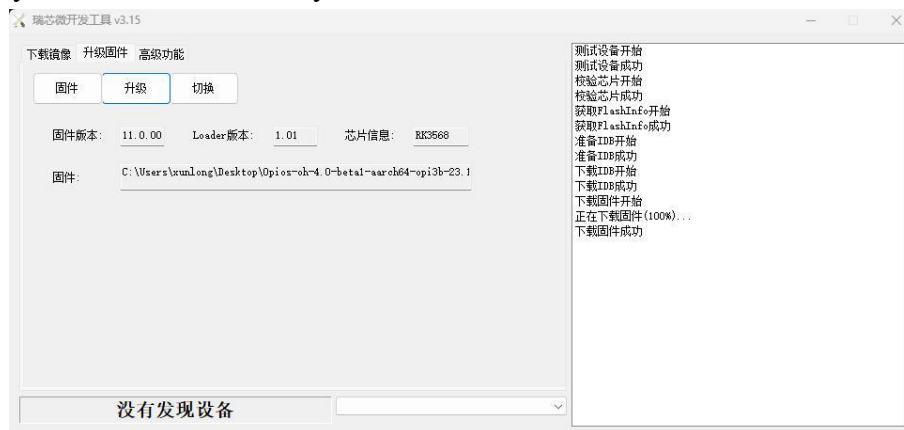 瑞芯微开发工具 v3.15
下载镜像 升级固件 高级功能
固件 升级 切换
固件版本: 11.0.00 Loader版本: 1.01 芯片信息: RK3568
固件: C:\Users\xunlong\Desktop\Opios-oh-4.0-beta1-aarch64-opi3b-23.1
没有发现设备
测试设备开始
测试设备成功
校验芯片开始
校验芯片成功
获取FlashInfo开始
获取FlashInfo成功
准备IDB开始
准备IDB成功
下载IDB开始
下载IDB成功
下载固件开始
正在下载固件(100%)...
下载固件成功